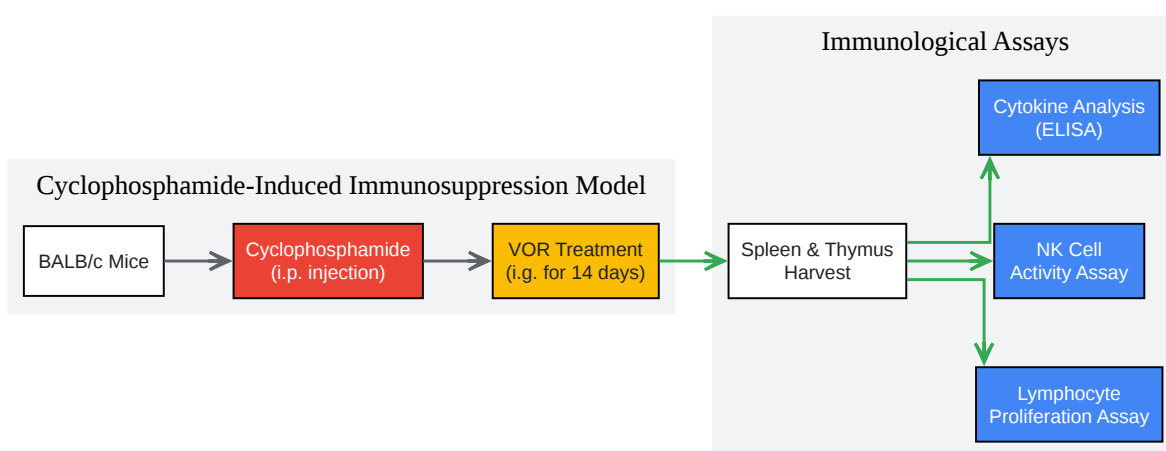 Cyclophosphamide-Induced Immunosuppression Model
BALB/c Mice
Cyclophosphamide
(i.p. injection)
VOR Treatment
(i.g. for 14 days)
Immunological Assays
Spleen & Thymus
Harvest
Cytokine Analysis
(ELISA)
NK Cell
Activity Assay
Lymphocyte
Proliferation Assay